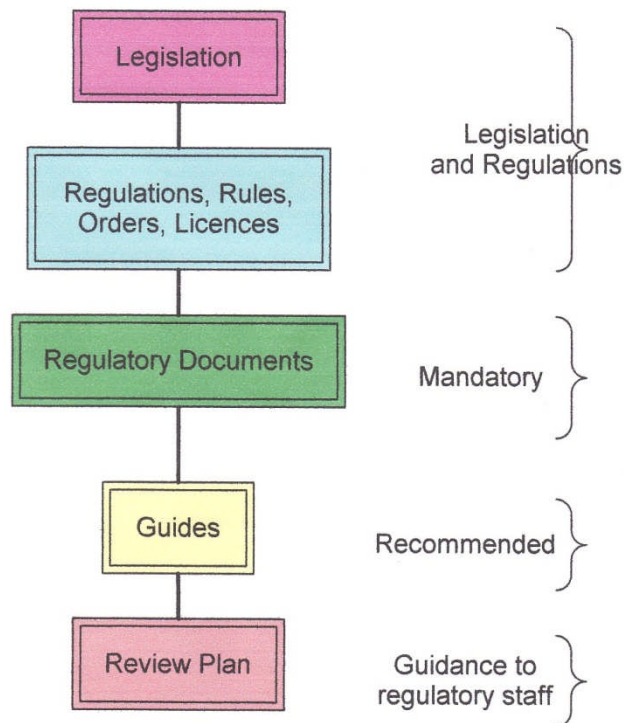 Legislation
Legislation
and Regulations
Regulations, Rules,
Orders, Licences
Regulatory Documents
Mandatory
Guides
Recommended
Review Plan
Guidance to
regulatory staff